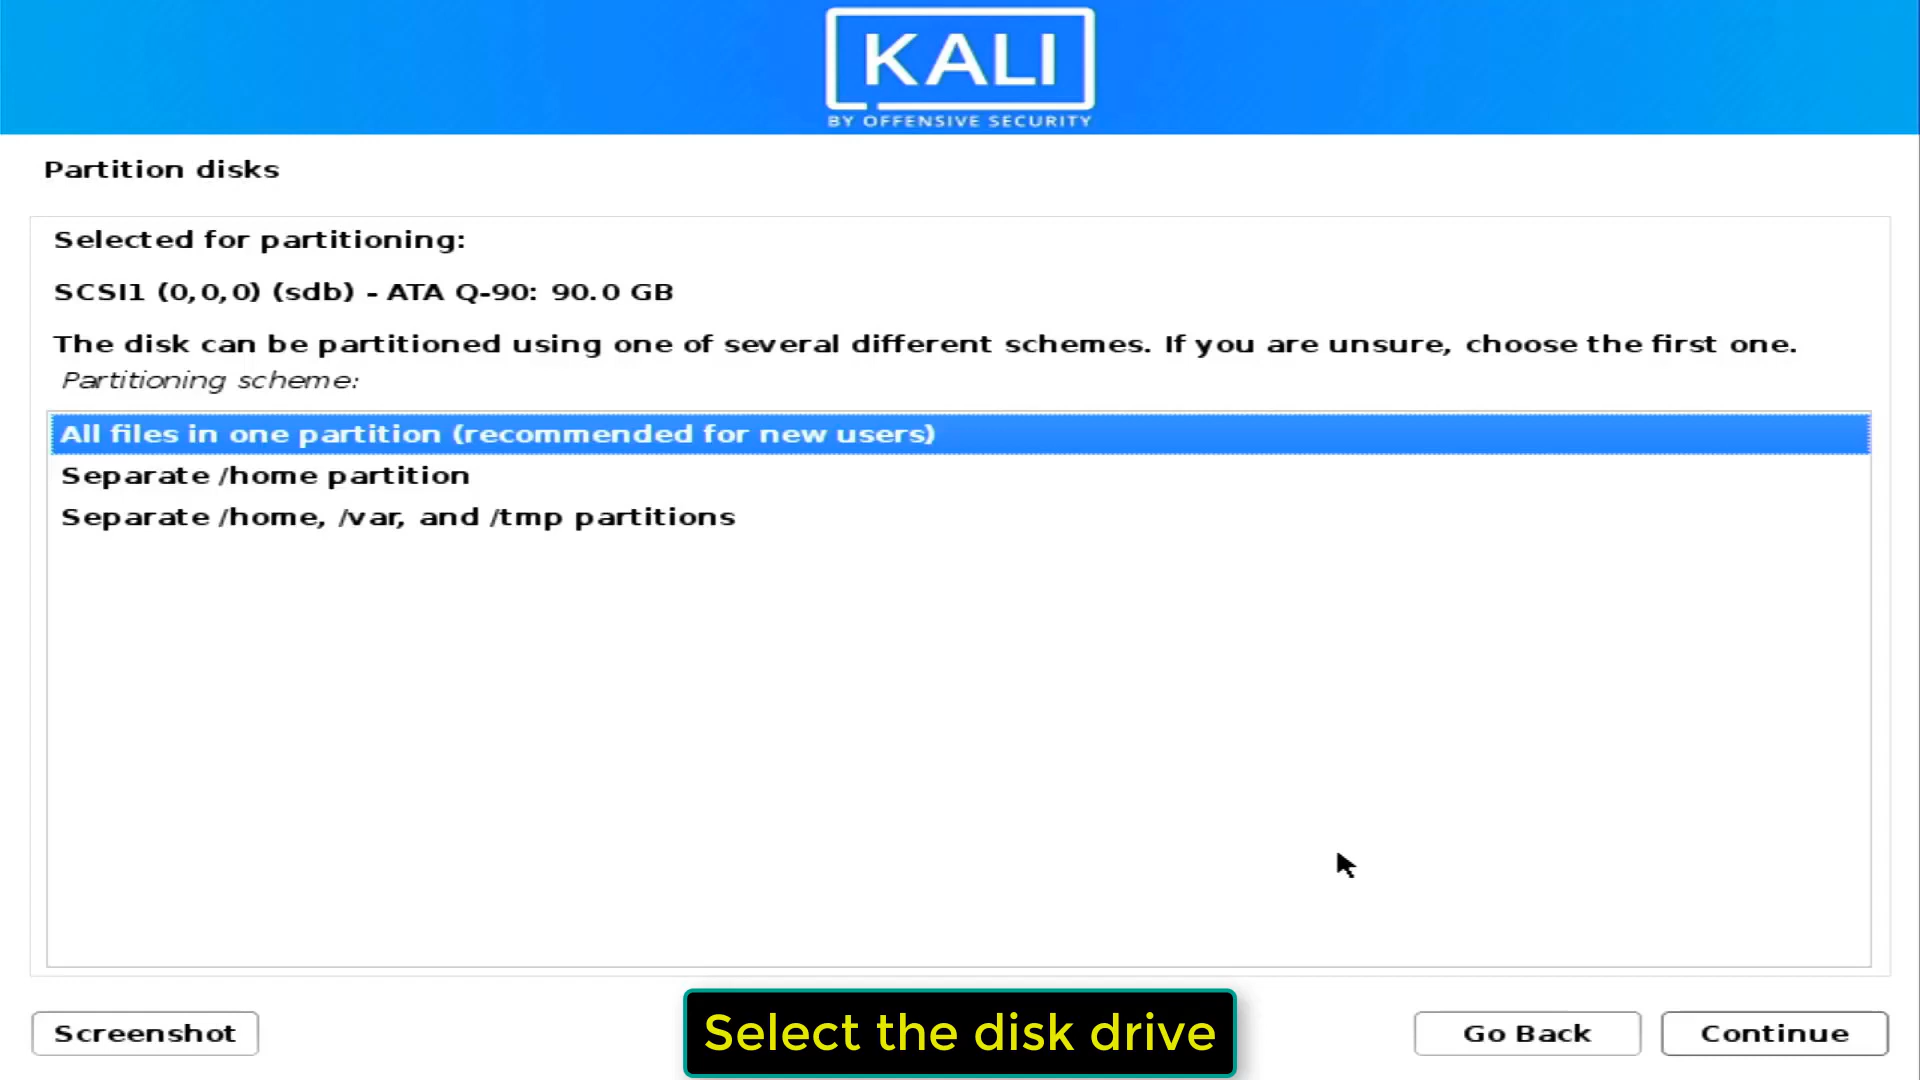 KALI
BY OFFENSIVE SECURITY
Partition disks
Selected for partitioning:
SCSI1 (0,0,0) (sdb) - ATA Q-90: 90.0 GB
The disk can be partitioned using one of several different schemes. If you are unsure, choose the first one.
Partitioning scheme:
All files in one partition (recommended for new users)
Separate /home partition
Separate /home, /var, and /tmp partitions
Screenshot
Select the disk drive
Go Back
Continue